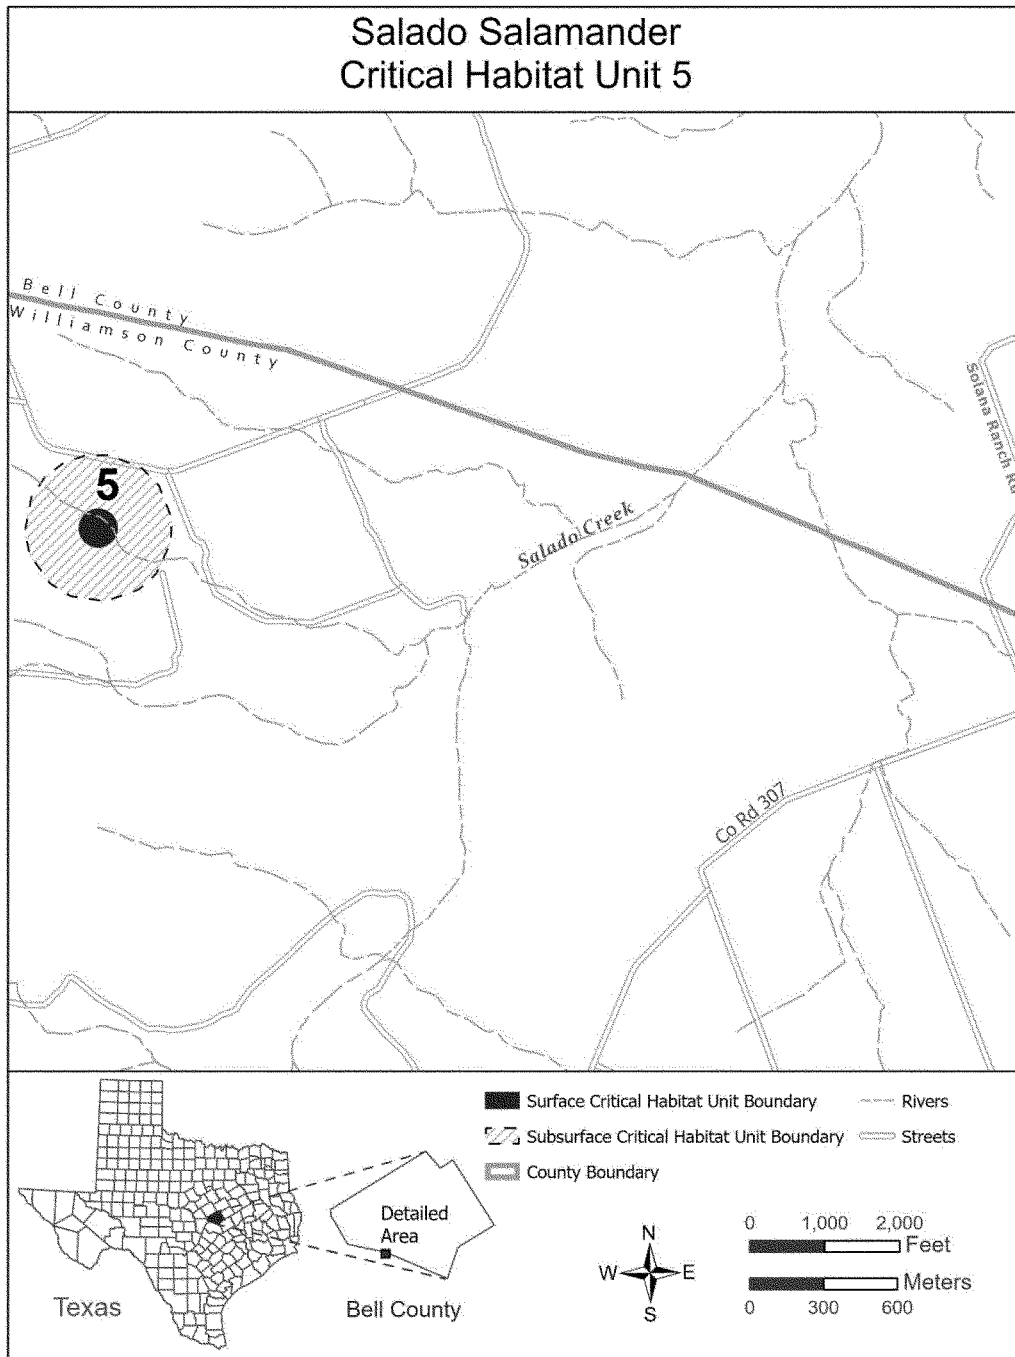 Salado Salamander
Critical Habitat Unit 5
Bell County
Williamson County
Solana Ranch Rd
5
Salado Creek
Co Rd 307
Surface Critical Habitat Unit Boundary
Rivers
Subsurface Critical Habitat Unit Boundary
Streets
County Boundary
Detailed
Area
Texas
Bell County
N
W
E
S
0 1,000 2,000
Feet
Meters
0 300 600